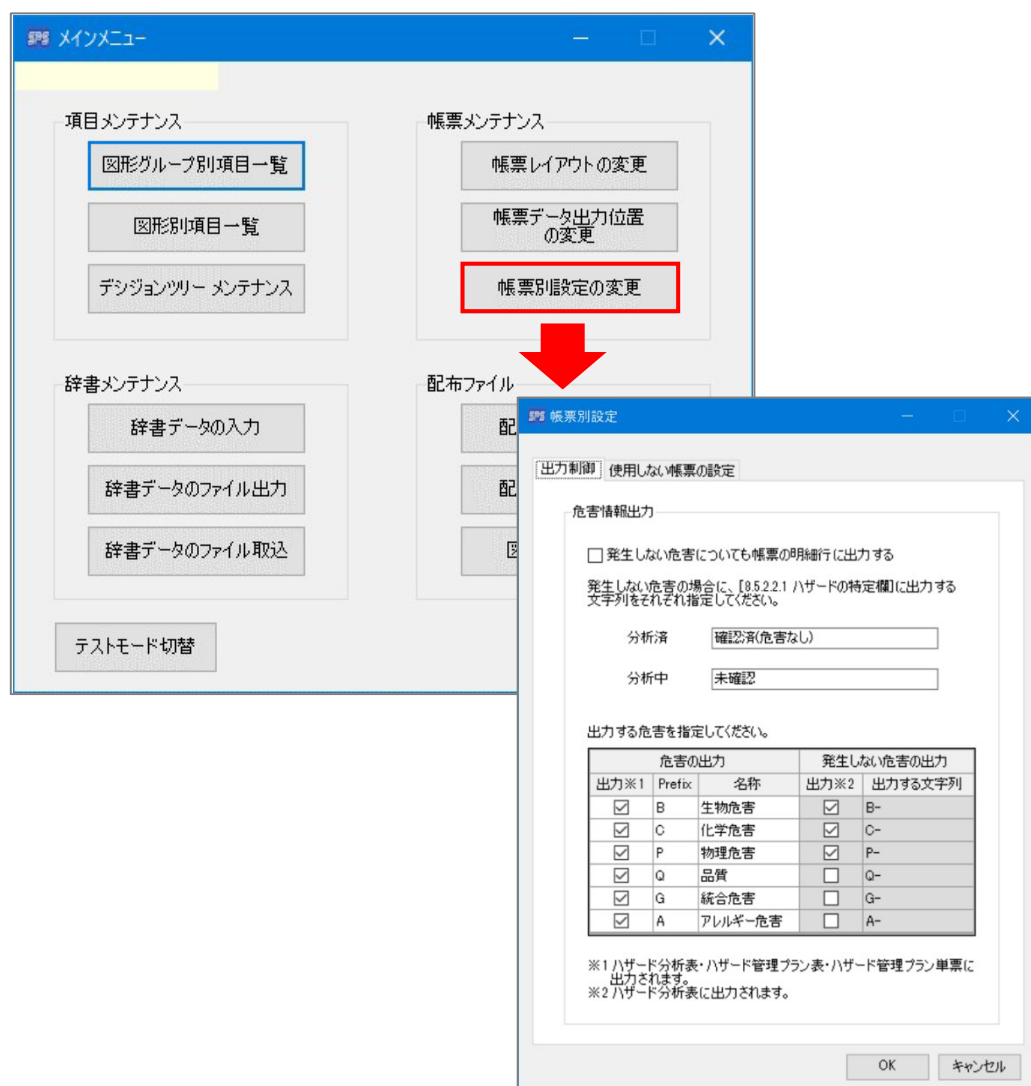 SPS メインメニュー
項目メンテナンス
図形グループ別項目一覧
図形別項目一覧
デシジョンツリー メンテナンス
帳票メンテナンス
帳票レイアウトの変更
帳票データ出力位置
の変更
帳票別設定の変更
辞書メンテナンス
辞書データの入力
辞書データのファイル出力
辞書データのファイル取込
配布ファイル
配
配
テストモード切替
SPS 帳票別設定
出力制御 使用しない帳票の設定
危害情報出力
発生しない危害についても帳票の明細行に出力する
発生しない危害の場合に、[8.5.2.2.1 ハザードの特定欄]に出力する
文字列をそれぞれ指定してください。
分析済 確認済(危害なし)
分析中 未確認
出力する危害を指定してください。
危害の出力 発生しない危害の出力
出力※1 Prefix 名称 出力※2 出力する文字列
B 生物危害 B-
C 化学危害 C-
P 物理危害 P-
Q 品質 Q-
G 統合危害 G-
A アレルギー危害 A-
※1 ハザード分析表・ハザード管理プラン表・ハザード管理プラン単票に
出力されます。
※2 ハザード分析表に出力されます。
OK キャンセル